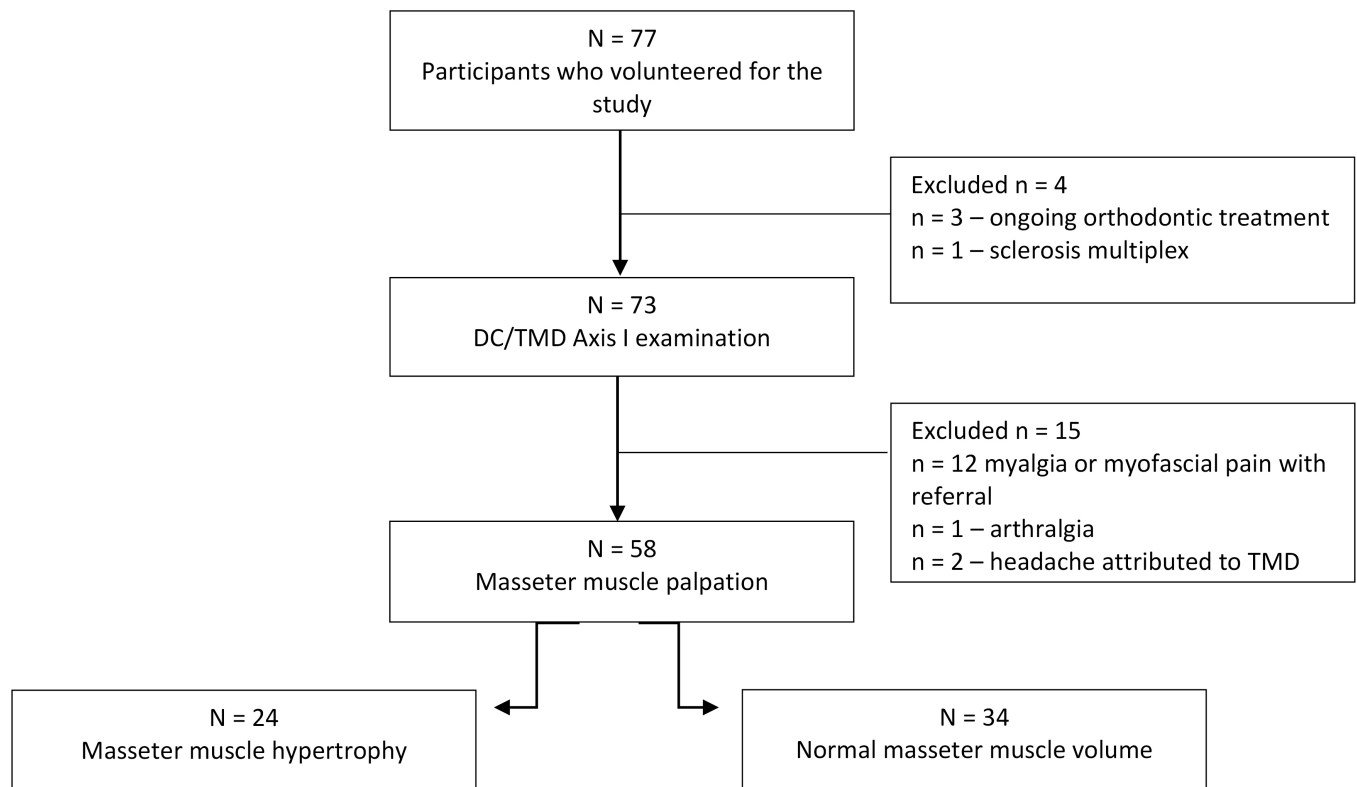 N = 77
Participants who volunteered for the
study
Excluded n = 4
n = 3 – ongoing orthodontic treatment
n = 1 – sclerosis multiplex
N = 73
DC/TMD Axis I examination
Excluded n = 15
n = 12 myalgia or myofascial pain with
referral
n = 1 – arthralgia
n = 2 – headache attributed to TMD
N = 58
Masseter muscle palpation
N = 24
Masseter muscle hypertrophy
N = 34
Normal masseter muscle volume